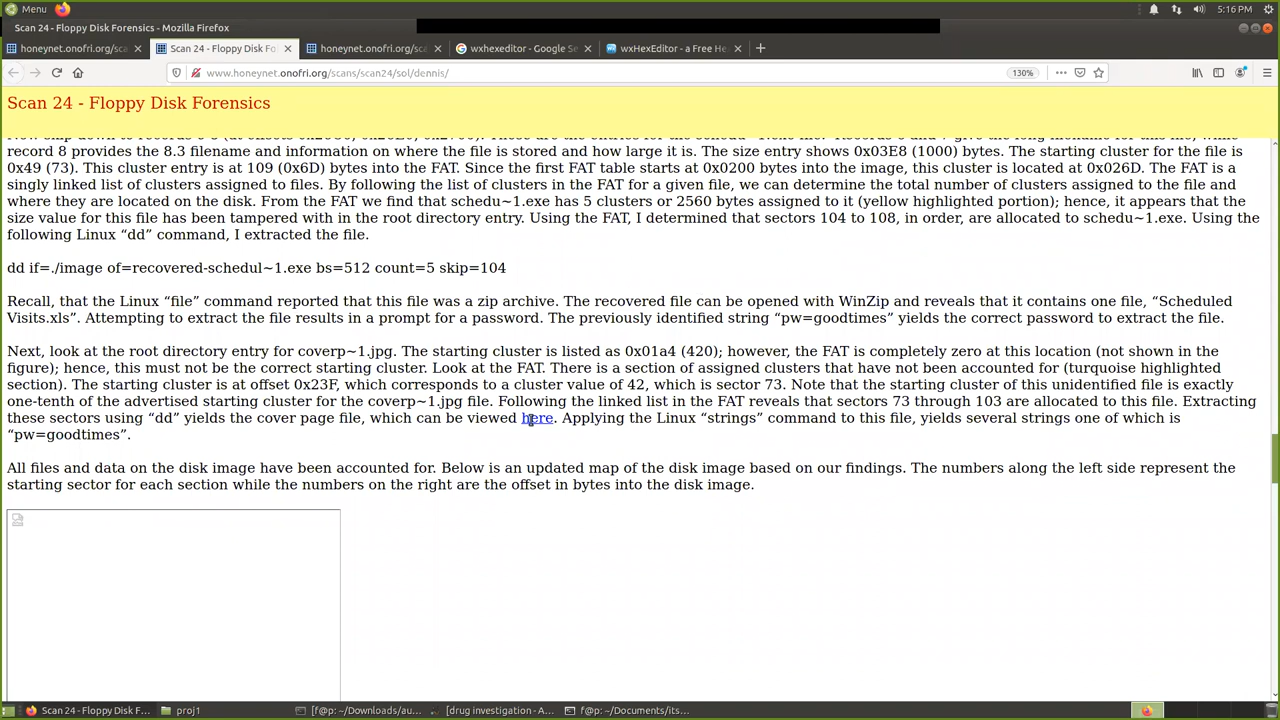 Menu
5:16 PM
Scan 24 - Floppy Disk Forensics - Mozilla Firefox
honeynet.onofri.org/sca
Scan 24 - Floppy Disk Fo
honeynet.onofri.org/scan
wxhexeditor - Google Se
wxHexEditor - a Free He
www.honeynet.onofri.org/scans/scan24/sol/dennis/
130%
Scan 24 - Floppy Disk Forensics
record 8 provides the 8.3 filename and information on where the file is stored and how large it is. The size entry shows 0x03E8 (1000) bytes. The starting cluster for the file is
0x49 (73). This cluster entry is at 109 (0x6D) bytes into the FAT. Since the first FAT table starts at 0x0200 bytes into the image, this cluster is located at 0x026D. The FAT is a
singly linked list of clusters assigned to files. By following the list of clusters in the FAT for a given file, we can determine the total number of clusters assigned to the file and
where they are located on the disk. From the FAT we find that schedu~1.exe has 5 clusters or 2560 bytes assigned to it (yellow highlighted portion); hence, it appears that the
size value for this file has been tampered with in the root directory entry. Using the FAT, I determined that sectors 104 to 108, in order, are allocated to schedu~1.exe. Using the
following Linux “dd” command, I extracted the file.
dd if=./image of=recovered-schedul~1.exe bs=512 count=5 skip=104
Recall, that the Linux “file” command reported that this file was a zip archive. The recovered file can be opened with WinZip and reveals that it contains one file, “Scheduled
Visits.xls”. Attempting to extract the file results in a prompt for a password. The previously identified string “pw=goodtimes” yields the correct password to extract the file.
Next, look at the root directory entry for coverp~1.jpg. The starting cluster is listed as 0x01a4 (420); however, the FAT is completely zero at this location (not shown in the
figure); hence, this must not be the correct starting cluster. Look at the FAT. There is a section of assigned clusters that have not been accounted for (turquoise highlighted
section). The starting cluster is at offset 0x23F, which corresponds to a cluster value of 42, which is sector 73. Note that the starting cluster of this unidentified file is exactly
one-tenth of the advertised starting cluster for the coverp~1.jpg file. Following the linked list in the FAT reveals that sectors 73 through 103 are allocated to this file. Extracting
these sectors using “dd” yields the cover page file, which can be viewed here. Applying the Linux “strings” command to this file, yields several strings one of which is
“pw=goodtimes”.
All files and data on the disk image have been accounted for. Below is an updated map of the disk image based on our findings. The numbers along the left side represent the
starting sector for each section while the numbers on the right are the offset in bytes into the disk image.
Scan 24 - Floppy Disk F...
proj1
[f@p: ~/Downloads/au...
[drug investigation - A...
f@p: ~/Documents/its...